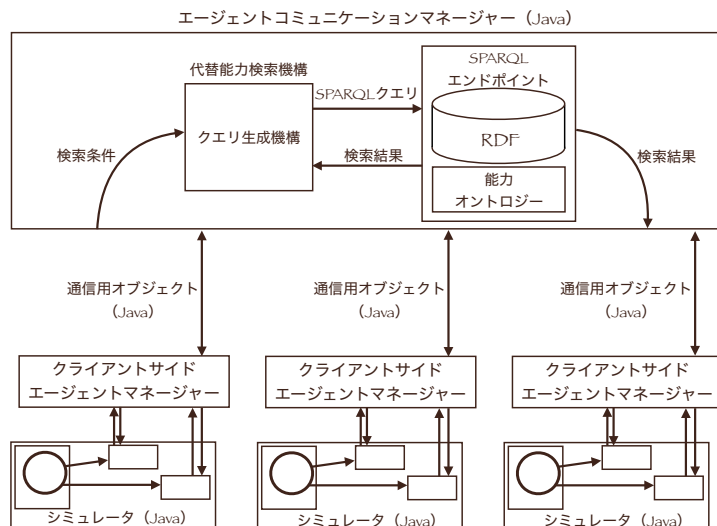 エージェントコミュニケーションマネージャー（Java）
代替能力検索機構
SPARQL
エンドポイント
SPARQLクエリ
クエリ生成機構
RDF
検索条件
検索結果
検索結果
能力
オントロジー
通信用オブジェクト
（Java）
通信用オブジェクト
（Java）
通信用オブジェクト
（Java）
クライアントサイド
エージェントマネージャー
クライアントサイド
エージェントマネージャー
クライアントサイド
エージェントマネージャー
シミュレータ（Java）
シミュレータ（Java）
シミュレータ（Java）